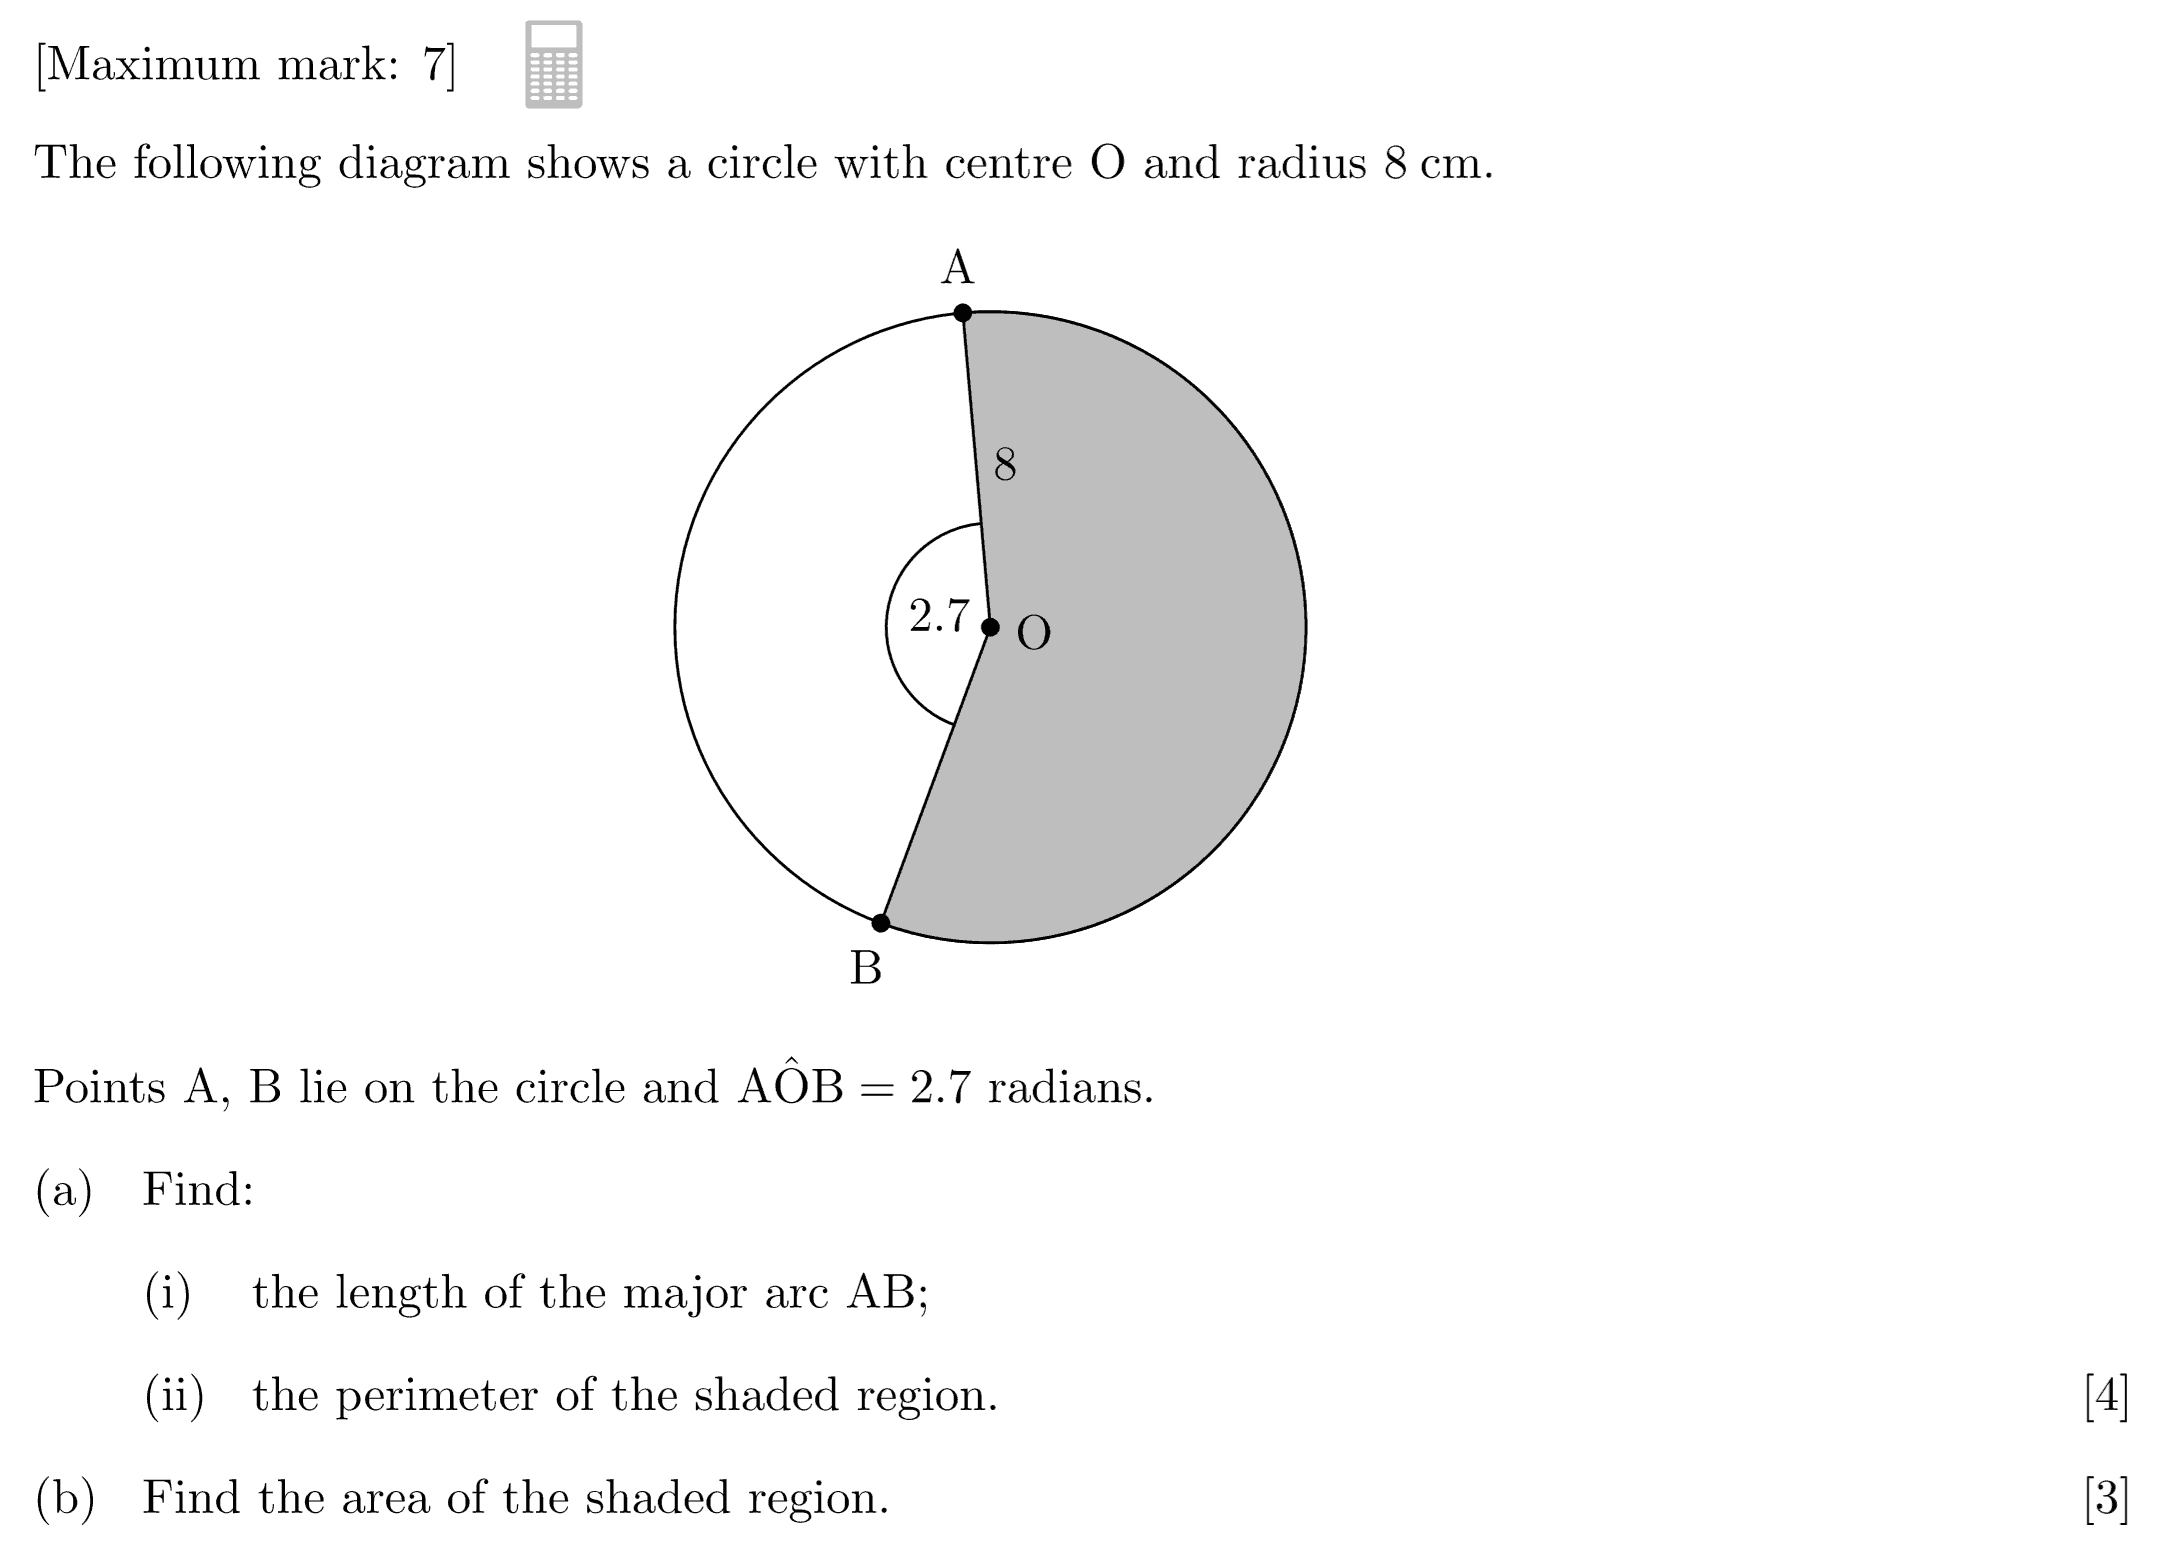 [Maximum mark: 7]
The following diagram shows a circle with centre O and radius 8 cm.
A
8
2.7
O
B
Points A, B lie on the circle and AÔB = 2.7 radians.
(a) Find:
(i) the length of the major arc AB;
(ii) the perimeter of the shaded region. [4]
(b) Find the area of the shaded region. [3]